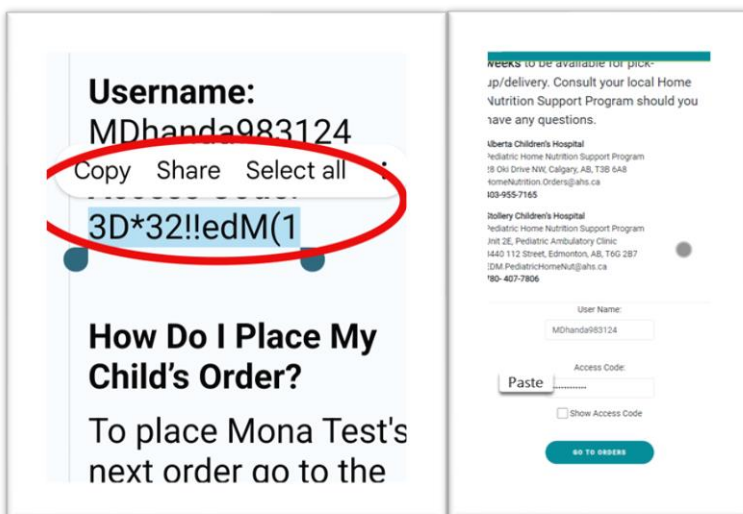 Username:
MDhanda983124
Copy Share Select all
3D*32!!edM(1
How Do I Place My
Child's Order?
To place Mona Test's
next order go to the
weeks to be available for pick-
up/delivery. Consult your local Home
Nutrition Support Program should you
have any questions.
Alberta Children's Hospital
Pediatric Home Nutrition Support Program
28 Oki Drive NW, Calgary, AB, T3B 6A8
HomeNutrition.Orders@ahs.ca
403-955-7165
Stollery Children's Hospital
Pediatric Home Nutrition Support Program
Unit 2E, Pediatric Ambulatory Clinic
8440 112 Street, Edmonton, AB, T6G 2B7
EDM.PediatricHomeNut@ahs.ca
780- 407-7806
User Name:
MDhanda983124
Access Code:
Paste
Show Access Code
GO TO ORDERS